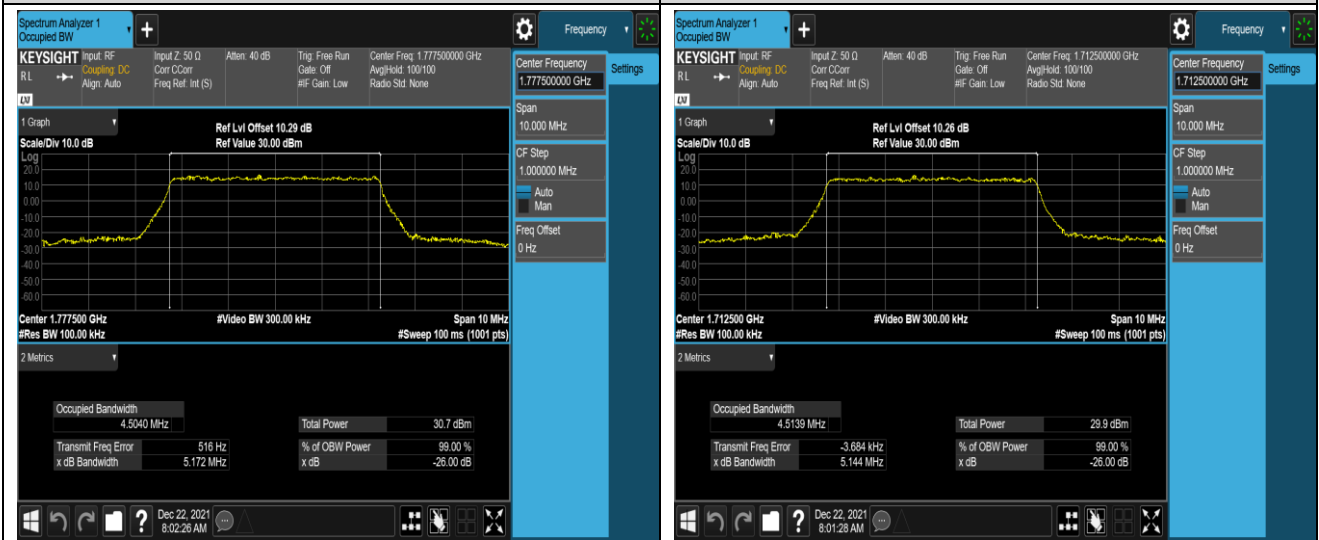 Spectrum Analyzer 1
Occupied BW
+
Frequency
KEYSIGHT Input: RF Input Z: 50 Ω Atten: 40 dB Trig: Free Run Center Freq: 1.777500000 GHz
Coupling: DC Corr CCorr Gate: Off Avg|Hold: 100/100
RL Align: Auto Freq Ref: Int (S) #IF Gain: Low Radio Std: None
LXI
Center Frequency
1.777500000 GHz
Settings
Span
10.000 MHz
CF Step
1.000000 MHz
Auto
Man
Freq Offset
0 Hz
1 Graph
Ref Lvl Offset 10.29 dB
Scale/Div 10.0 dB Ref Value 30.00 dBm
Log
20.0
10.0
0.00
-10.0
-20.0
-30.0
-40.0
-50.0
-60.0
Center 1.777500 GHz #Video BW 300.00 kHz Span 10 MHz
#Res BW 100.00 kHz #Sweep 100 ms (1001 pts)
2 Metrics
Occupied Bandwidth
4.5040 MHz Total Power 30.7 dBm
Transmit Freq Error 516 Hz % of OBW Power 99.00 %
x dB Bandwidth 5.172 MHz x dB -26.00 dB
? Dec 22, 2021
8:02:26 AM
Spectrum Analyzer 1
Occupied BW
+
Frequency
KEYSIGHT Input: RF Input Z: 50 Ω Atten: 40 dB Trig: Free Run Center Freq: 1.712500000 GHz
Coupling: DC Corr CCorr Gate: Off Avg|Hold: 100/100
RL Align: Auto Freq Ref: Int (S) #IF Gain: Low Radio Std: None
LXI
Center Frequency
1.712500000 GHz
Settings
Span
10.000 MHz
CF Step
1.000000 MHz
Auto
Man
Freq Offset
0 Hz
1 Graph
Ref Lvl Offset 10.26 dB
Scale/Div 10.0 dB Ref Value 30.00 dBm
Log
20.0
10.0
0.00
-10.0
-20.0
-30.0
-40.0
-50.0
-60.0
Center 1.712500 GHz #Video BW 300.00 kHz Span 10 MHz
#Res BW 100.00 kHz #Sweep 100 ms (1001 pts)
2 Metrics
Occupied Bandwidth
4.5139 MHz Total Power 29.9 dBm
Transmit Freq Error -3.684 kHz % of OBW Power 99.00 %
x dB Bandwidth 5.144 MHz x dB -26.00 dB
? Dec 22, 2021
8:01:28 AM